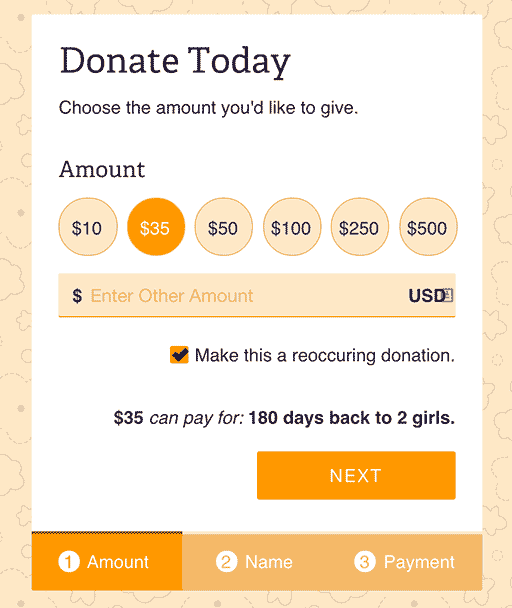 Donate Today
Choose the amount you'd like to give.
Amount
$10 $35 $50 $100 $250 $500
$ Enter Other Amount USD
Make this a reoccuring donation.
$35 can pay for: 180 days back to 2 girls.
NEXT
1 Amount 2 Name 3 Payment